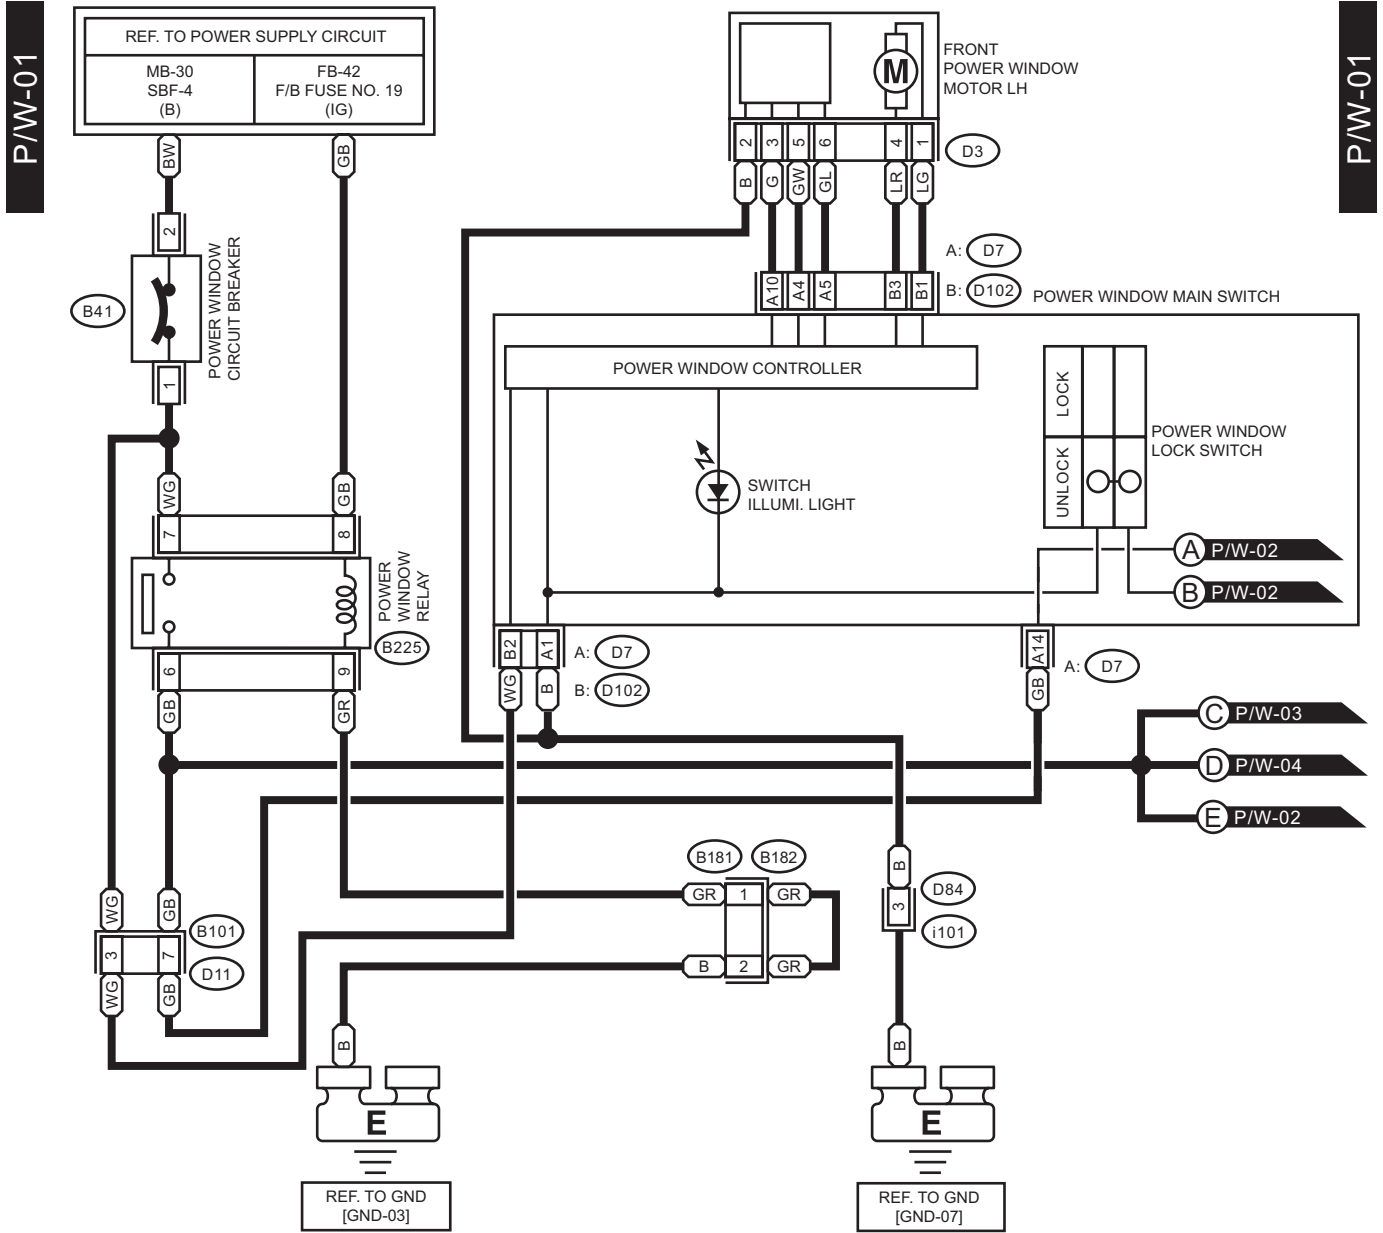 P/W-01
P/W-01
REF. TO POWER SUPPLY CIRCUIT
MB-30
SBF-4
(B)
FB-42
F/B FUSE NO. 19
(IG)
BW
GB
2
B41
POWER WINDOW
CIRCUIT BREAKER
1
WG
GB
7
8
POWER
WINDOW
RELAY
B225
6
9
GB
GR
M
FRONT
POWER WINDOW
MOTOR LH
2
3
5
6
4
1
D3
B
G
GW
GL
LR
LG
A: D7
B: D102
A10
A4
A5
B3
B1
POWER WINDOW MAIN SWITCH
POWER WINDOW CONTROLLER
LOCK
UNLOCK
POWER WINDOW
LOCK SWITCH
SWITCH
ILLUMI. LIGHT
A P/W-02
B P/W-02
B2
A1
A: D7
B: D102
WG
B
A14
A: D7
GB
C P/W-03
D P/W-04
E P/W-02
B181
B182
GR
1
GR
B
2
GR
B
D84
3
i101
WG
GB
B101
3
7
D11
WG
GB
B
B
E
E
REF. TO GND
[GND-03]
REF. TO GND
[GND-07]